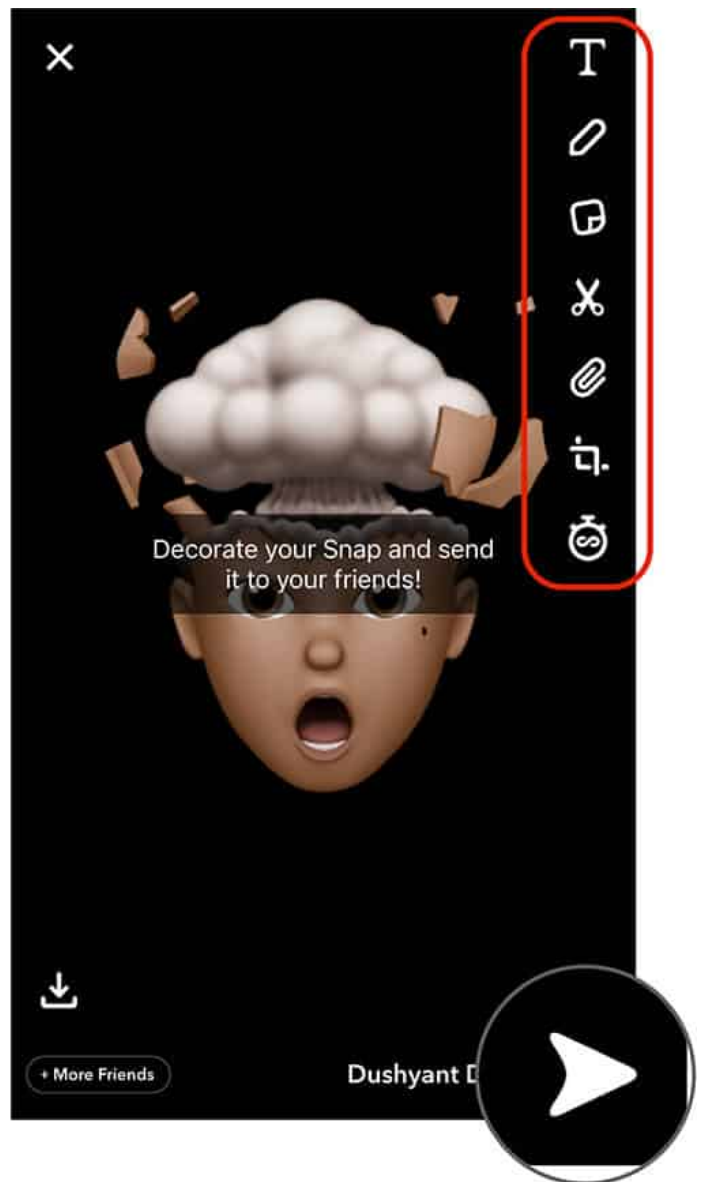 T
Decorate your Snap and send
it to your friends!
+ More Friends
Dushyant